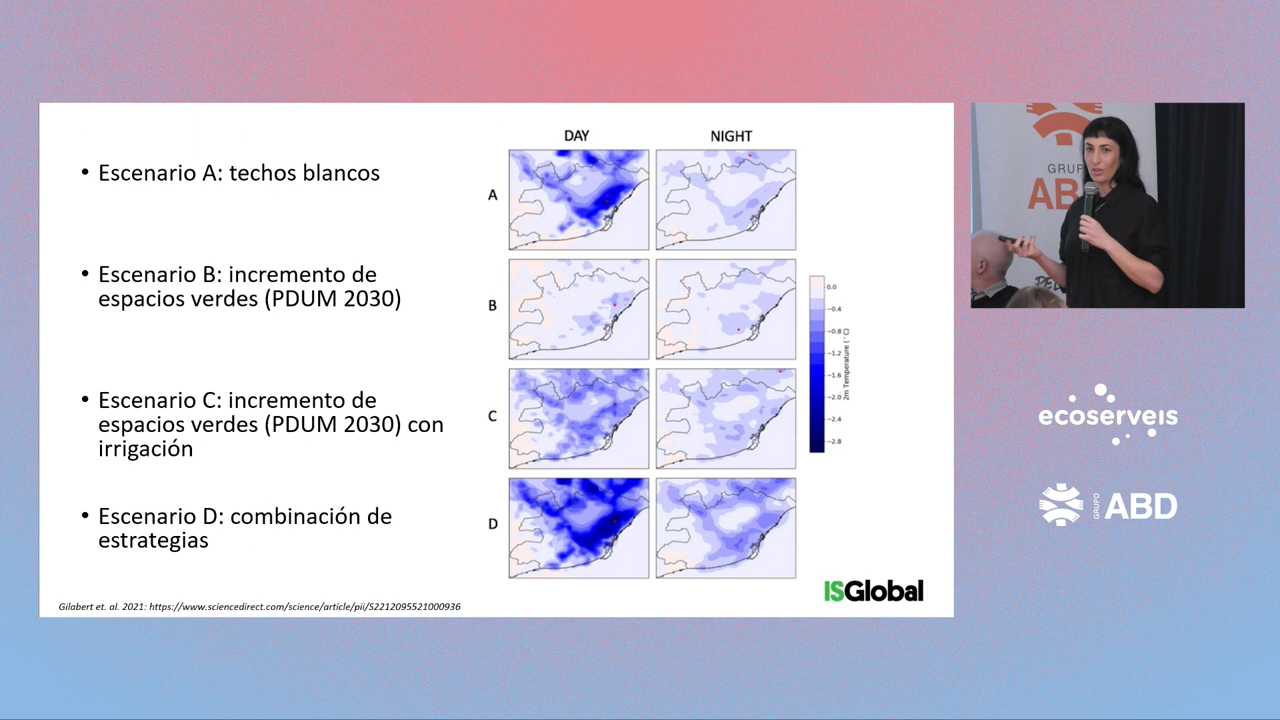 DAY
NIGHT
• Escenario A: techos blancos
A
• Escenario B: incremento de
espacios verdes (PDUM 2030)
B
• Escenario C: incremento de
espacios verdes (PDUM 2030) con
irrigación
C
• Escenario D: combinación de
estrategias
D
0.0
−0.4
−0.8
−1.2
−1.6
−2.0
−2.4
−2.8
2m Temperature (°C)
ISGlobal
Gilabert et. al. 2021: https://www.sciencedirect.com/science/article/pii/S2212095521000936
GRUP
AB
ecoserveis
GRUPO
ABD